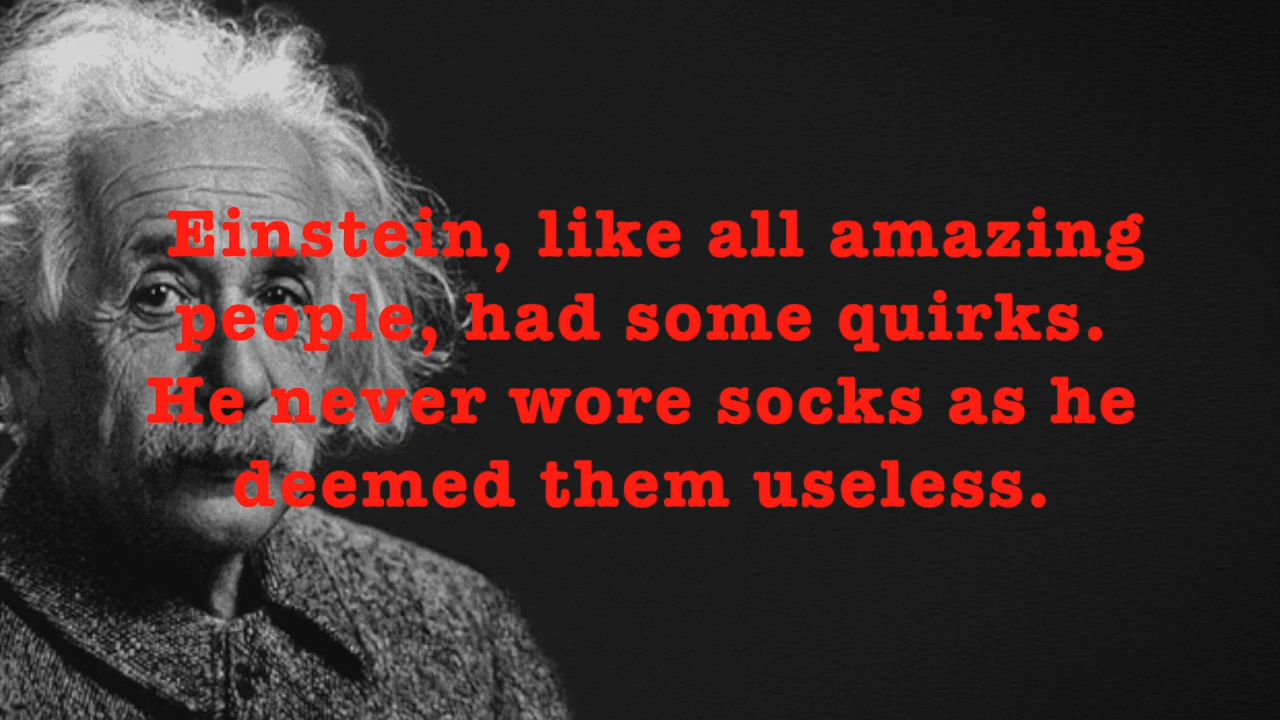 Einstein, like all amazing
people, had some quirks.
He never wore socks as he
deemed them useless.